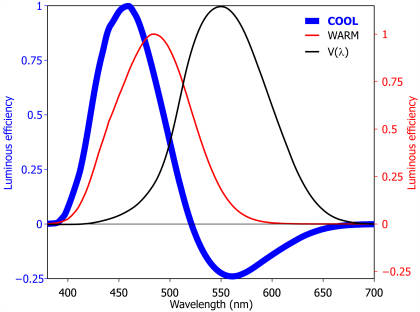 1
0.75
0.5
0.25
0
−0.25
Luminous efficiency
COOL
WARM
V(λ)
1
0.75
0.5
0.25
0
−0.25
Luminous efficiency
400 450 500 550 600 650 700
Wavelength (nm)